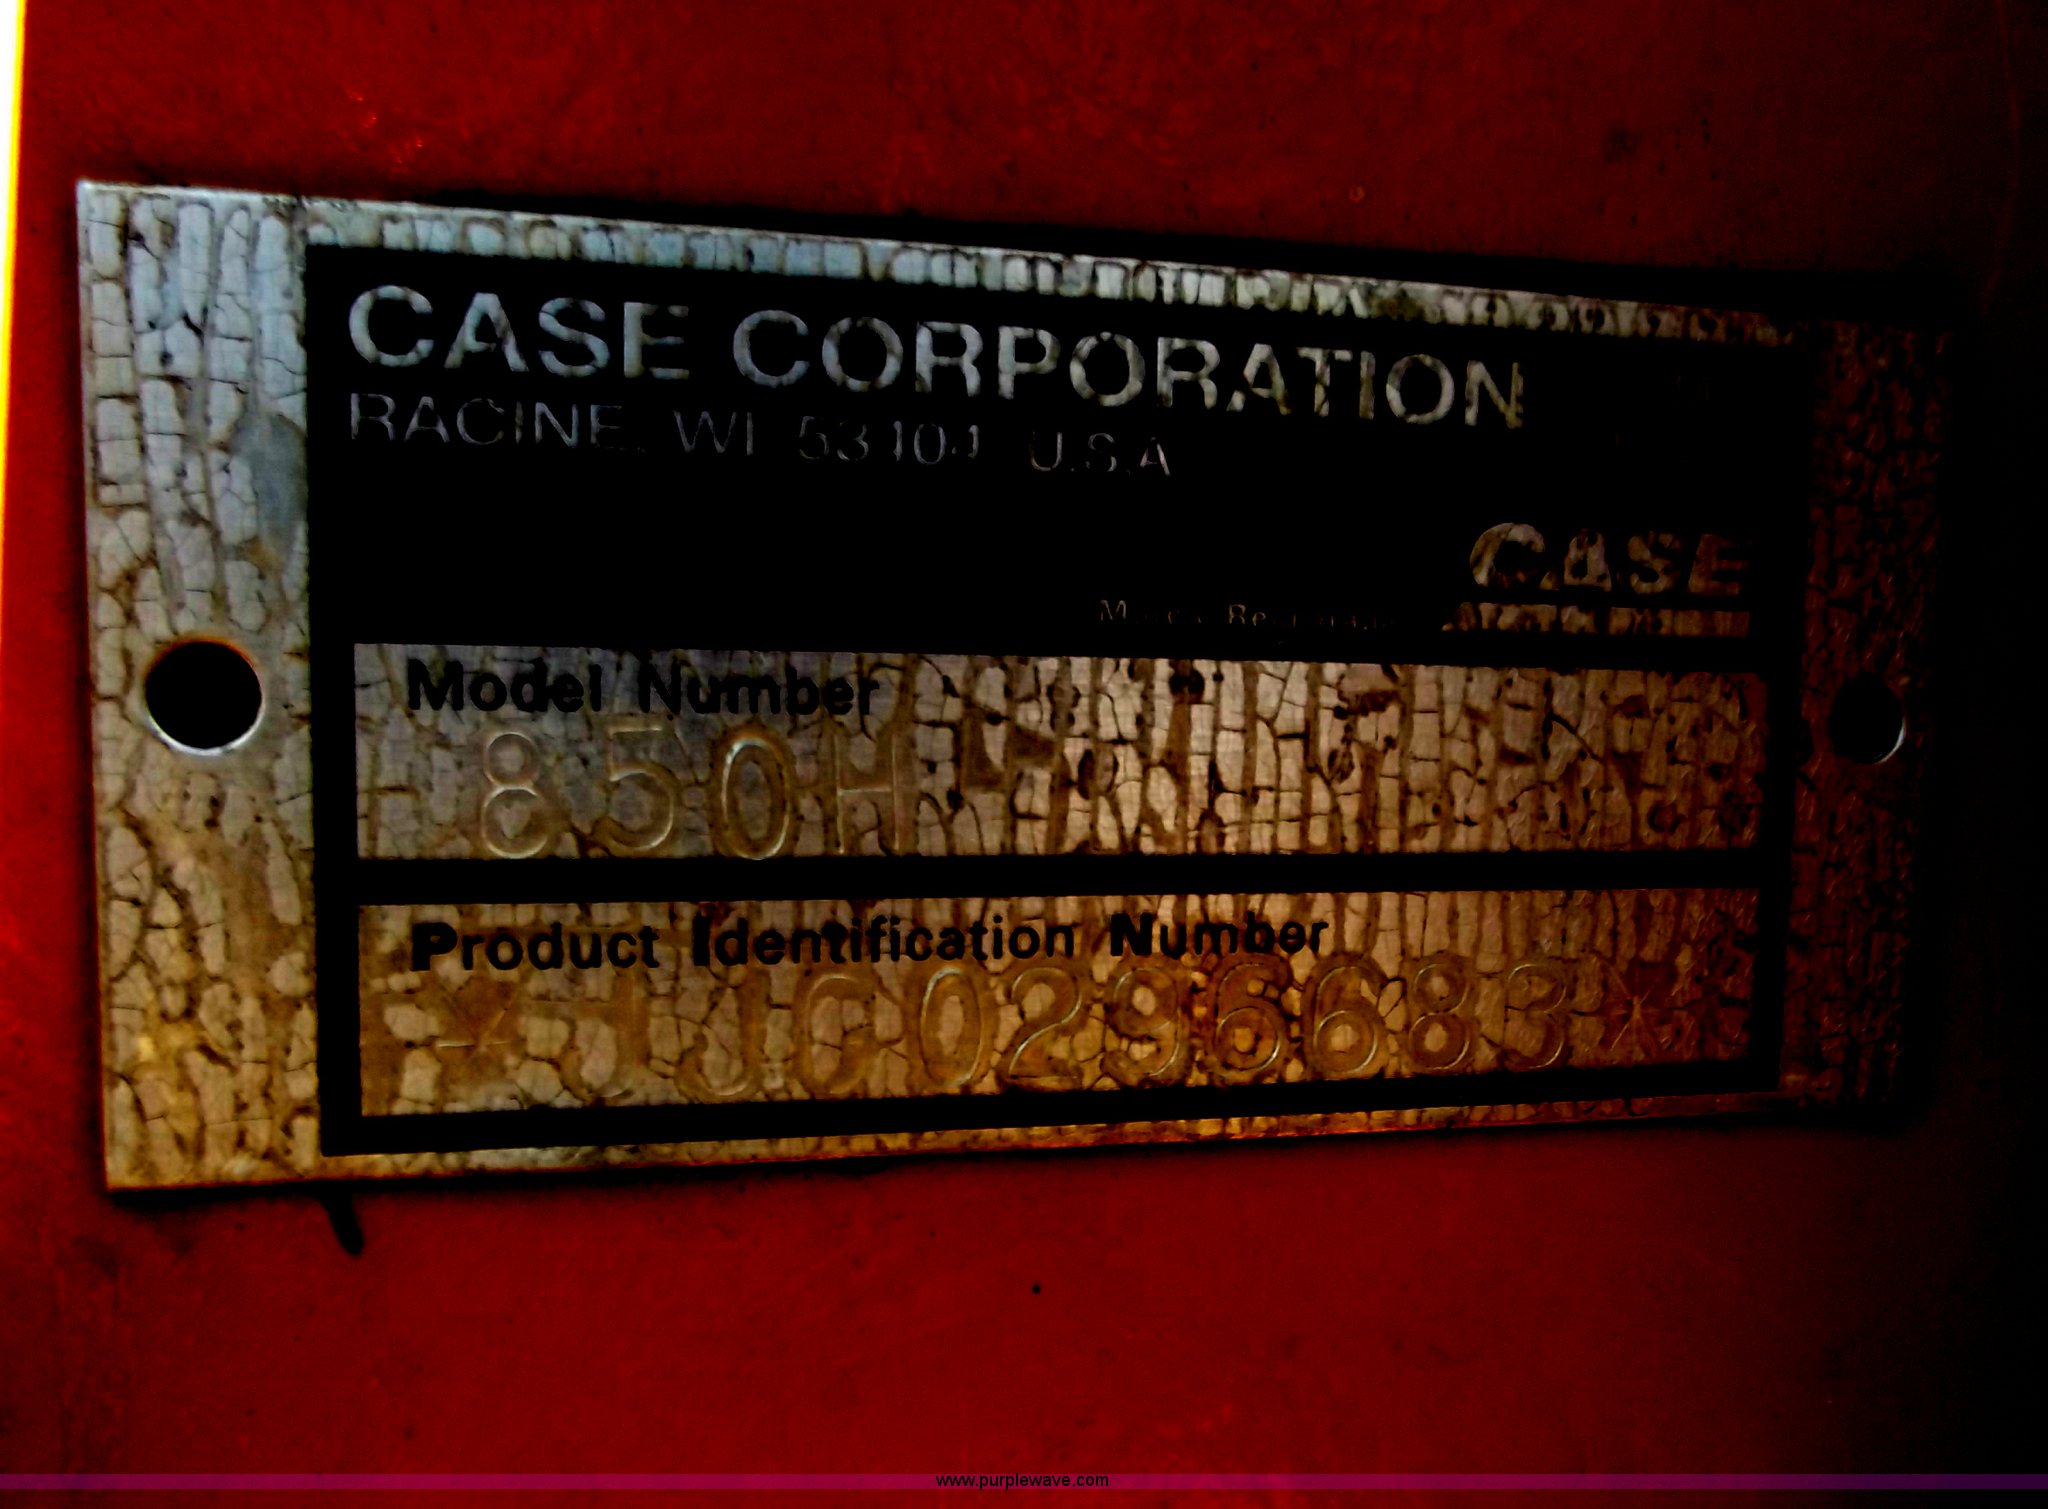 CASE CORPORATION
RACINE, WI 53404 U.S.A
CASE
Model Number
850H
Product Identification Number
*JJG0296683*
www.purplewave.com